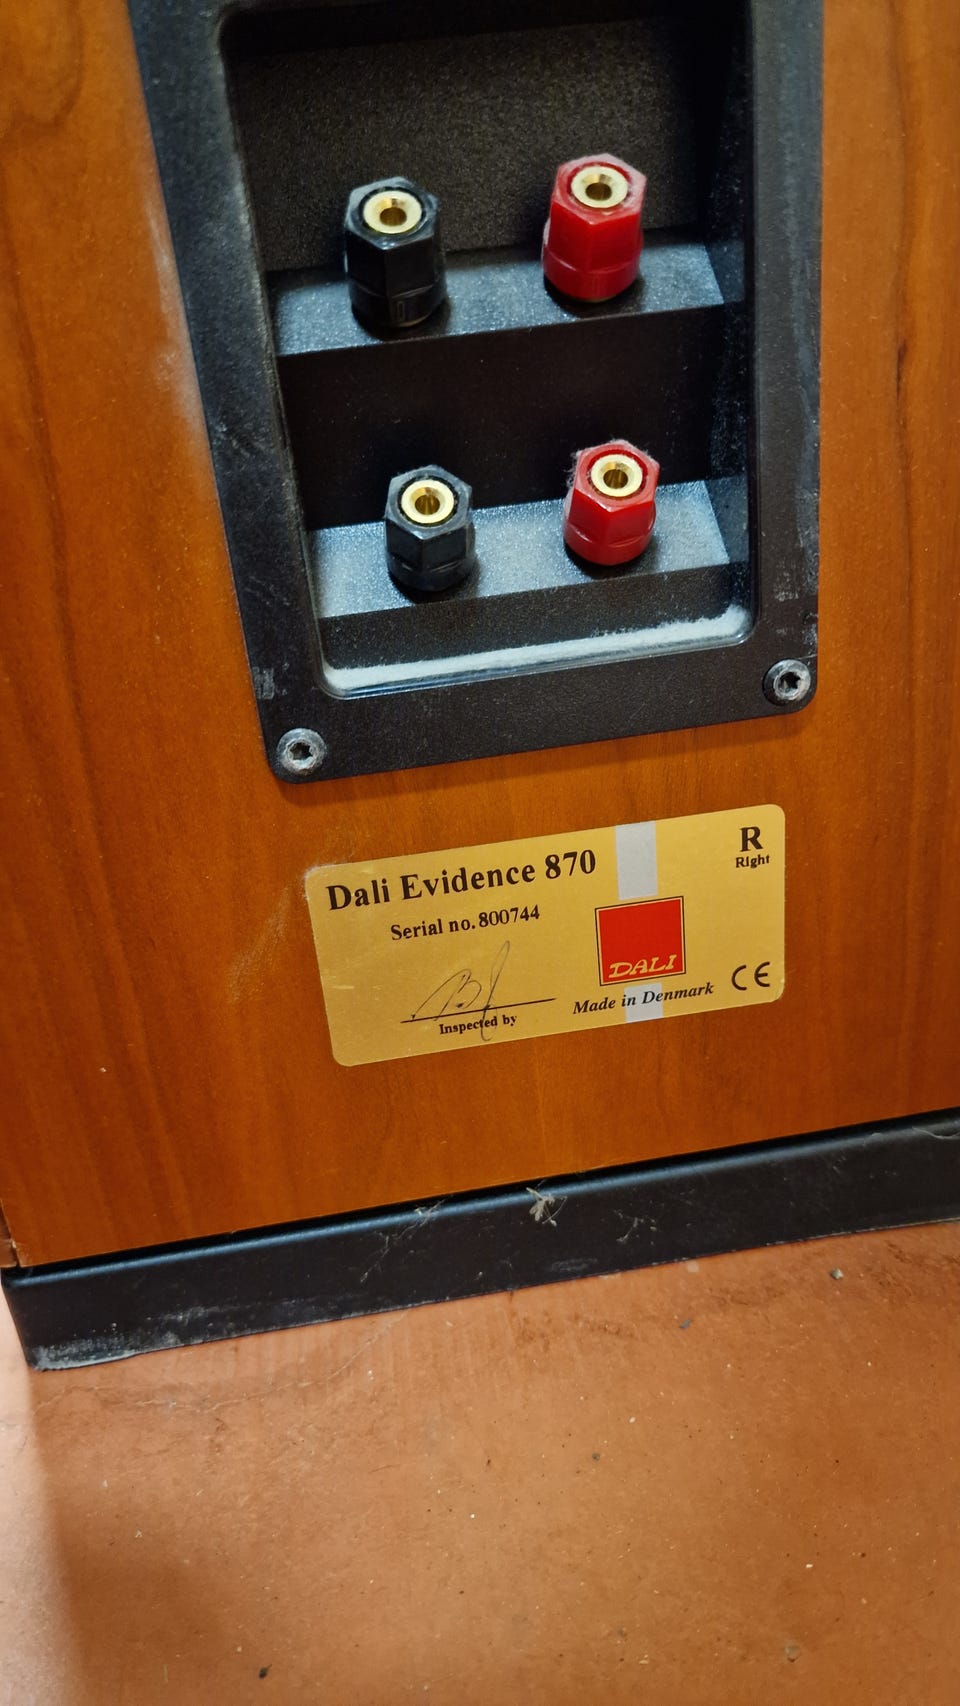 Dali Evidence 870
R
Right
Serial no. 800744
DALI
Inspected by
Made in Denmark
CE